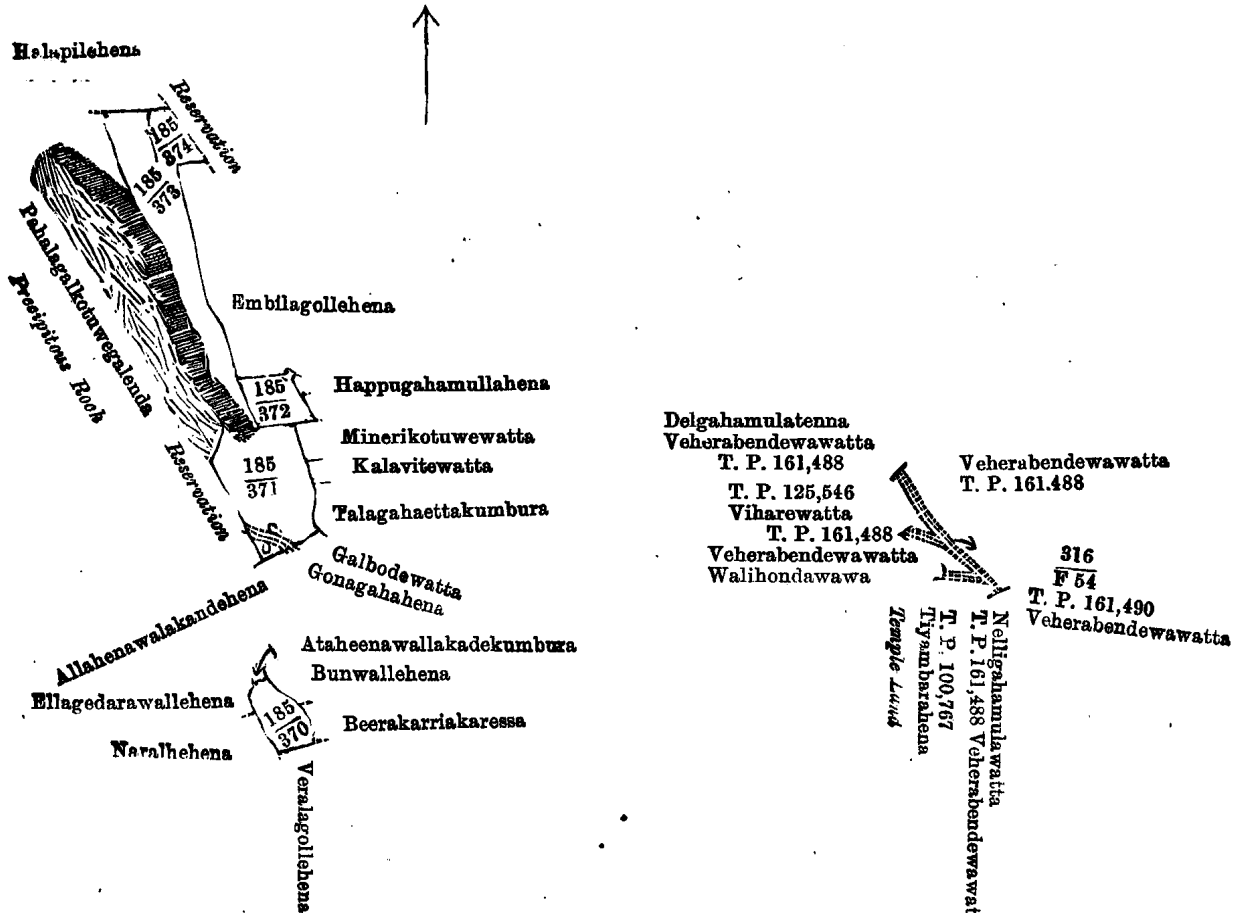 Halapilehena
Reservation
185
374
185
373
Pahalagalkotuwegalenda
Precipitous Rock
Embilagollehena
185
372
Happugahamullahena
Minerikotuwewatta
185
371
Kalavitewatta
Reservation
Talagahaettakumbura
Galbodewatta
Gonagahahena
Allahenawalakandehena
Ataheenawallakadekumbura
Bunwallehena
Ellagedarawallehena
185
370
Beerakarriakaressa
Naralhehena
Veralagollehena
Delgahamulatenna
Veherabendewawatta
T. P. 161,488
T. P. 125,546
Viharewatta
T. P. 161,488
Veherabendewawatta
Walihondawawa
Veherabendewawatta
T. P. 161.488
316
F 54
T. P. 161,490
Veherabendewawatta
Nelligahamulawatta
T. P. 161,488 Veherabendewawat
T. P. 100,767
Tiyambarahena
Temple Land